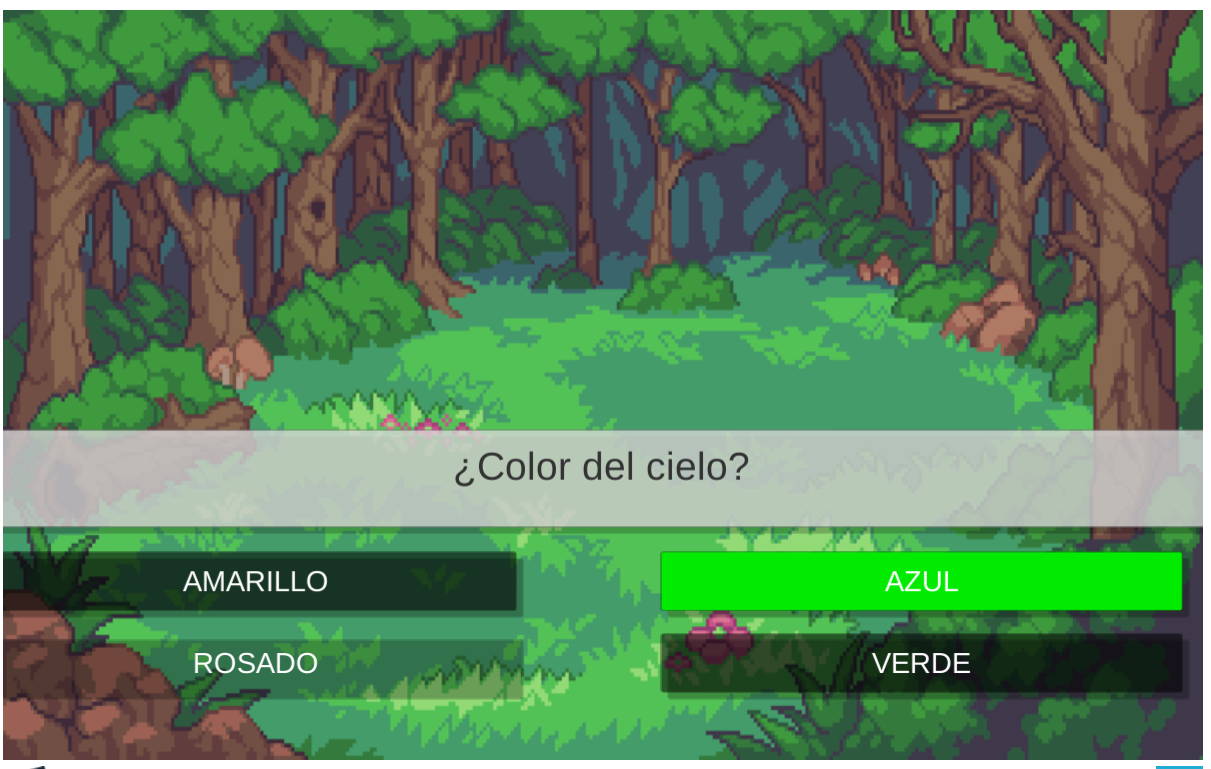 ¿Color del cielo?
AMARILLO
AZUL
ROSADO
VERDE